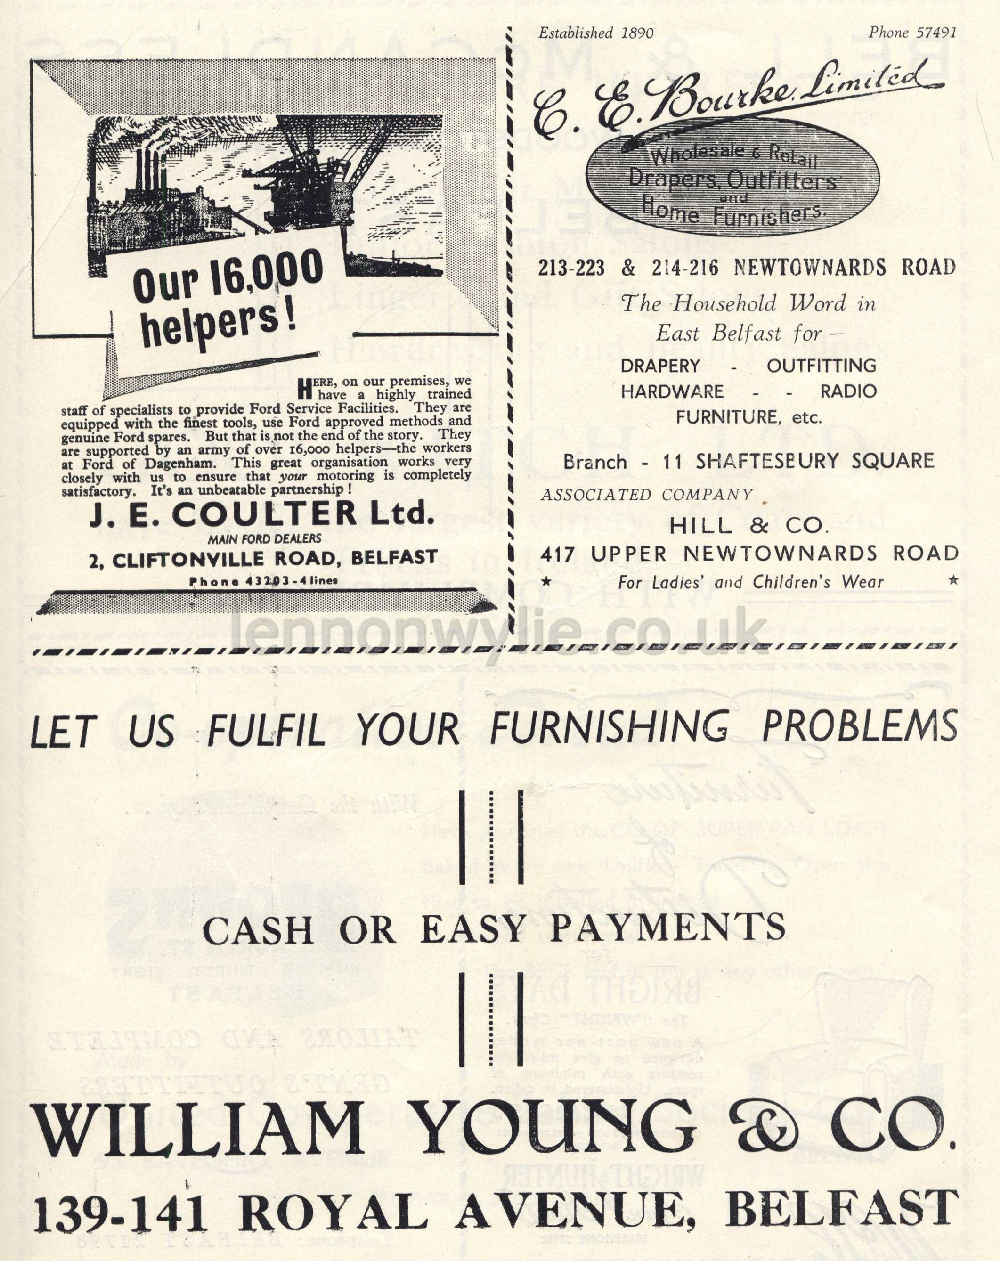 Our 16,000
helpers!
HERE, on our premises, we
have a highly trained
staff of specialists to provide Ford Service Facilities. They are
equipped with the finest tools, use Ford approved methods and
genuine Ford spares. But that is not the end of the story. They
are supported by an army of over 16,000 helpers—the workers
at Ford of Dagenham. This great organisation works very
closely with us to ensure that your motoring is completely
satisfactory. It's an unbeatable partnership!
J. E. COULTER Ltd.
MAIN FORD DEALERS
2, CLIFTONVILLE ROAD, BELFAST
Phone 43203-4 lines
Established 1890 Phone 57491
C. E. Bourke. Limited
Wholesale & Retail
Drapers, Outfitters
and
Home Furnishers.
213-223 & 214-216 NEWTOWNARDS ROAD
The Household Word in
East Belfast for —
DRAPERY - OUTFITTING
HARDWARE - - RADIO
FURNITURE, etc.
Branch - 11 SHAFTESBURY SQUARE
ASSOCIATED COMPANY
HILL & CO.
417 UPPER NEWTOWNARDS ROAD
★ For Ladies' and Children's Wear ★
lennonwylie.co.uk
LET US FULFIL YOUR FURNISHING PROBLEMS
CASH OR EASY PAYMENTS
WILLIAM YOUNG & CO.
139-141 ROYAL AVENUE, BELFAST